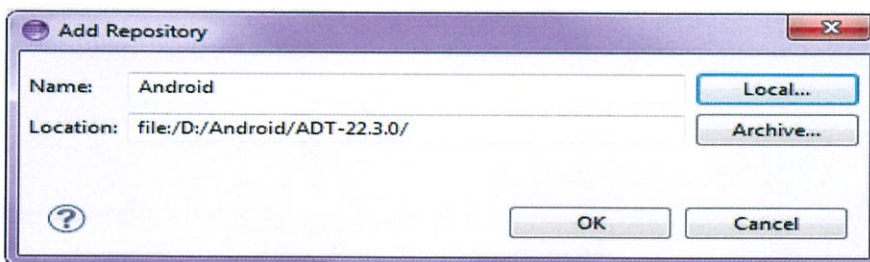 Add Repository
Name: Android Local...
Location: file:/D:/Android/ADT-22.3.0/ Archive...
? OK Cancel